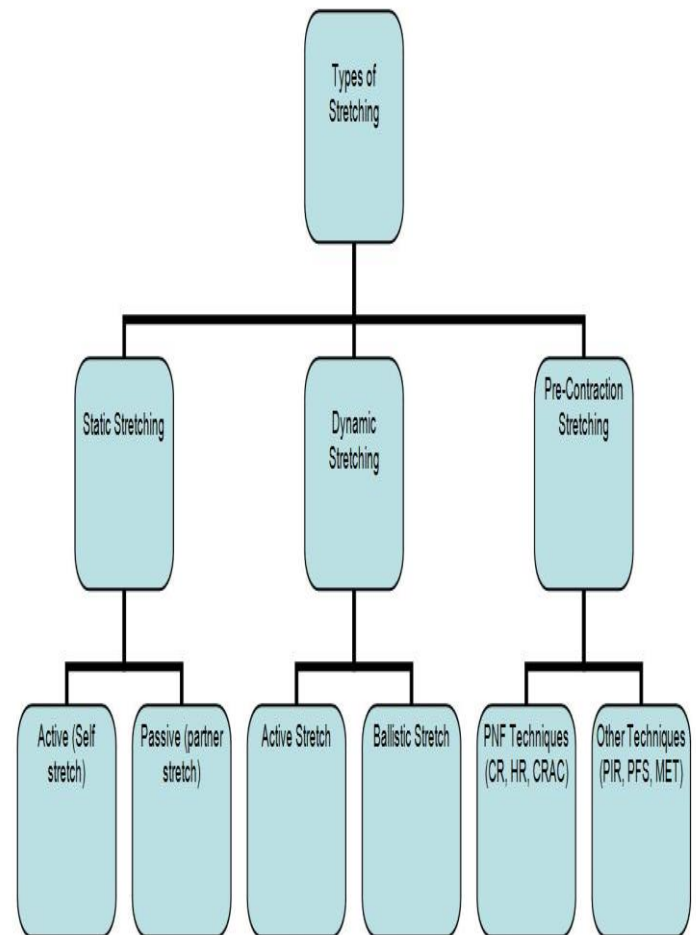 Types of
Stretching
Static Stretching
Dynamic
Stretching
Pre-Contraction
Stretching
Active (Self
stretch)
Passive (partner
stretch)
Active Stretch
Ballistic Stretch
PNF Techniques
(CR, HR, CRAC)
Other Techniques
(PIR, PFS, MET)